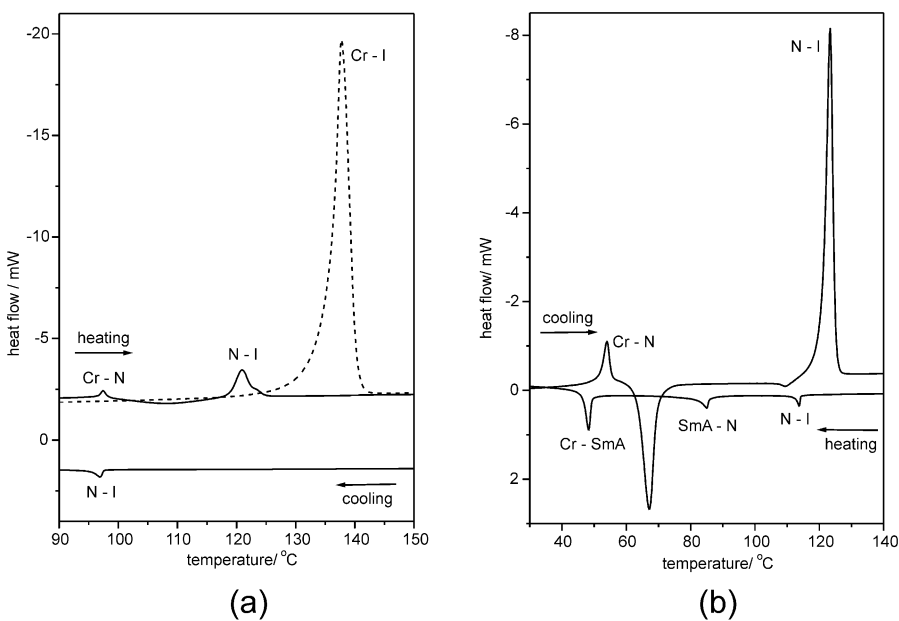 -20
-15
-10
-5
0
heat flow / mW
Cr - I
heating
Cr - N
N - I
N - I
cooling
90 100 110 120 130 140 150
temperature/ °C
(a)
-8
-6
-4
-2
0
2
heat flow/ mW
N - I
cooling
Cr - N
Cr - SmA
SmA - N
N - I
heating
40 60 80 100 120 140
temperature/ °C
(b)